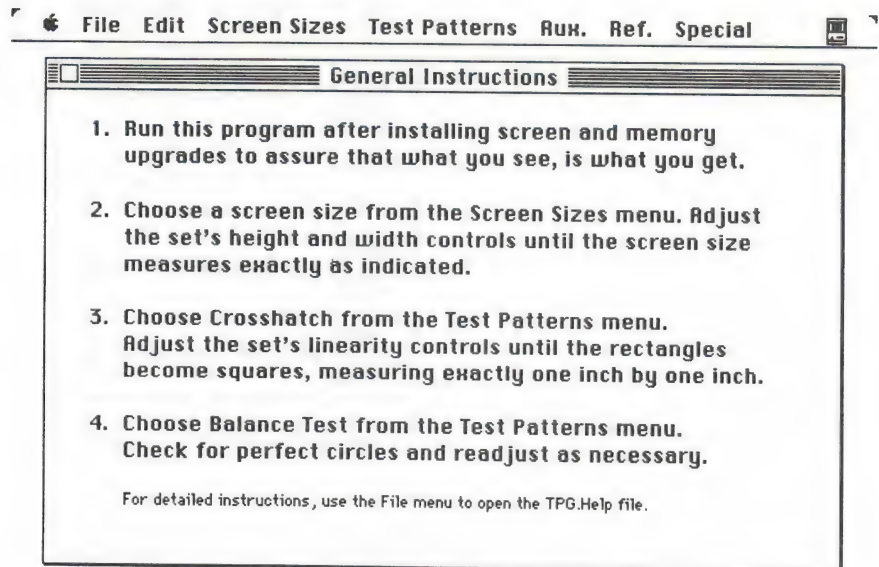 File Edit Screen Sizes Test Patterns Aux. Ref. Special
General Instructions
1. Run this program after installing screen and memory
upgrades to assure that what you see, is what you get.
2. Choose a screen size from the Screen Sizes menu. Adjust
the set's height and width controls until the screen size
measures exactly as indicated.
3. Choose Crosshatch from the Test Patterns menu.
Adjust the set's linearity controls until the rectangles
become squares, measuring exactly one inch by one inch.
4. Choose Balance Test from the Test Patterns menu.
Check for perfect circles and readjust as necessary.
For detailed instructions, use the File menu to open the TPG.Help file.